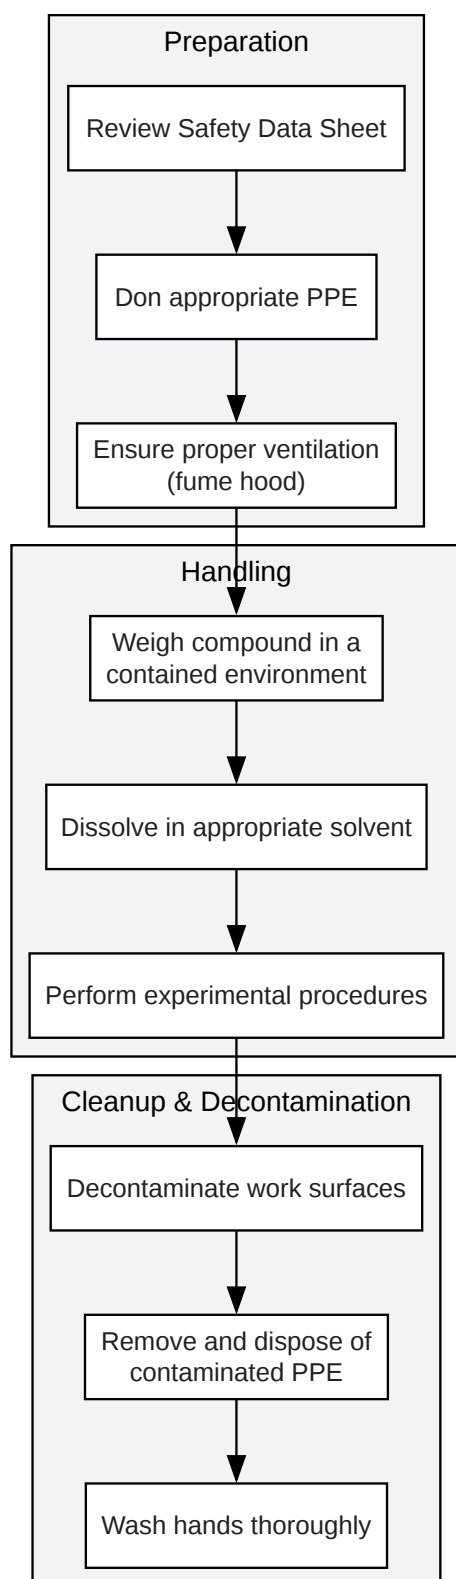 Preparation
Review Safety Data Sheet
Don appropriate PPE
Ensure proper ventilation
(fume hood)
Handling
Weigh compound in a
contained environment
Dissolve in appropriate solvent
Perform experimental procedures
Cleanup & Decontamination
Decontaminate work surfaces
Remove and dispose of
contaminated PPE
Wash hands thoroughly